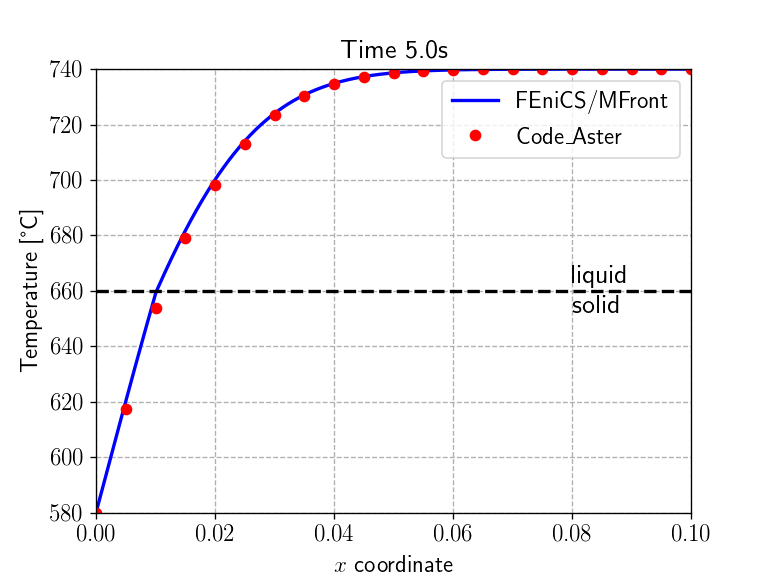 Time 5.0s
740
720
700
680
660
640
620
600
580
Temperature [°C]
FEniCS/MFront
Code_Aster
liquid
solid
0.00 0.02 0.04 0.06 0.08 0.10
x coordinate